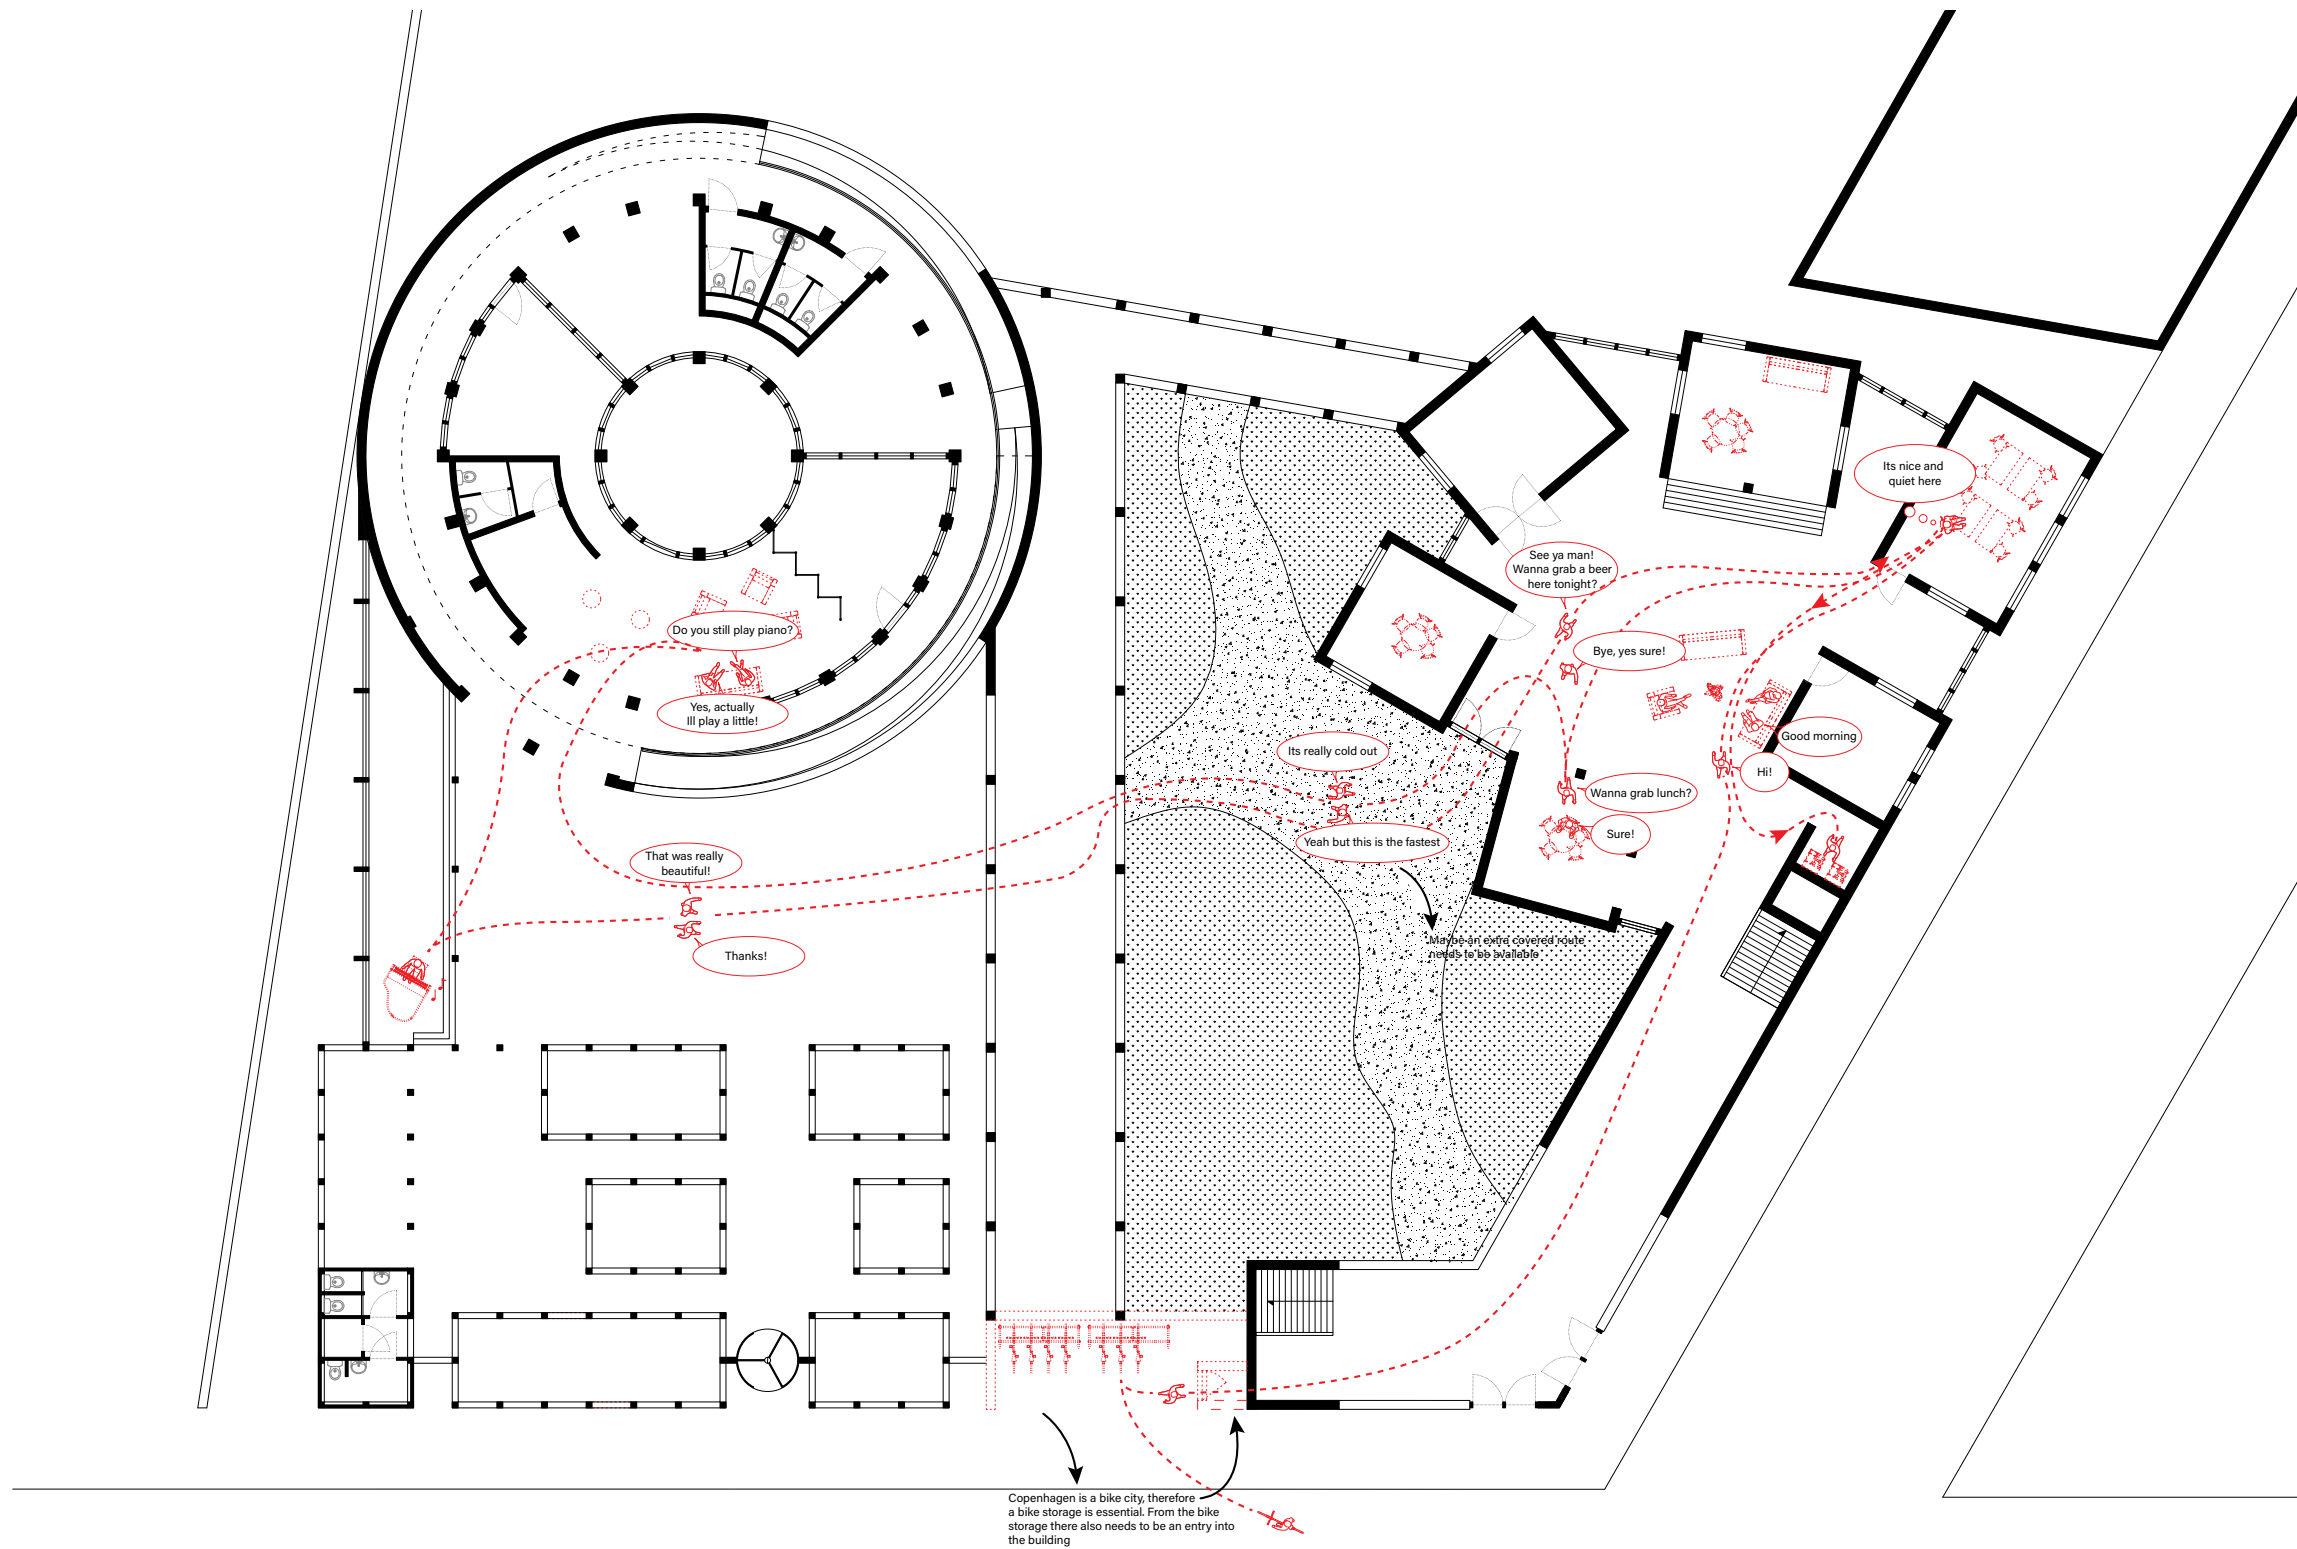 Its nice and
quiet here
See ya man!
Wanna grab a beer
here tonight?
Do you still play piano?
Bye, yes sure!
Yes, actually
Ill play a little!
Good morning
Its really cold out
Hi!
Wanna grab lunch?
Sure!
Yeah but this is the fastest
That was really
beautiful!
Maybe an extra covered route
needs to be available
Thanks!
Copenhagen is a bike city, therefore
a bike storage is essential. From the bike
storage there also needs to be an entry into
the building